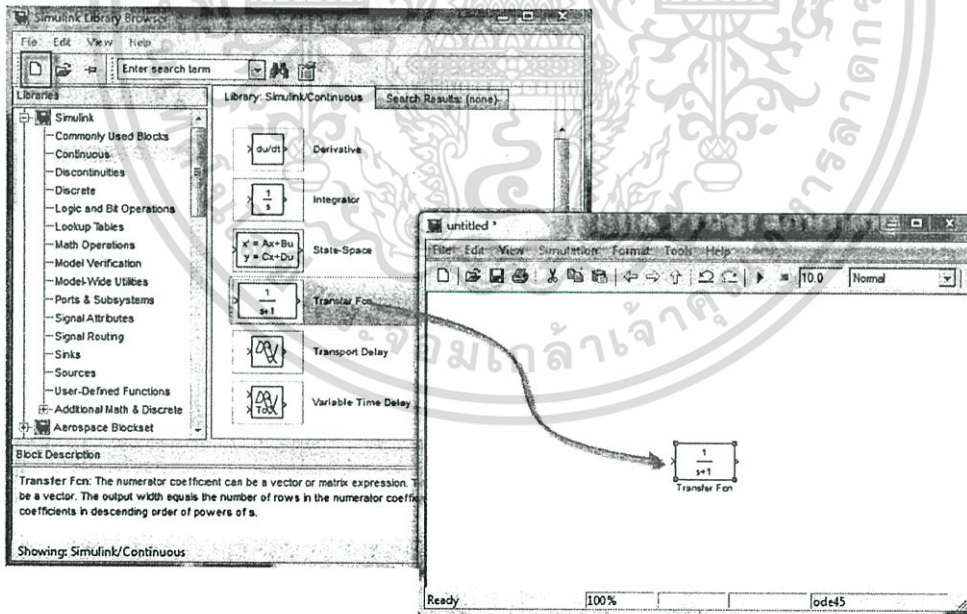 Simulink Library Browser
File Edit View Help
Enter search term
Libraries
Library: Simulink/Continuous
Search Results: (none)
Simulink
Commonly Used Blocks
Continuous
Discontinuities
Discrete
Logic and Bit Operations
Lookup Tables
Math Operations
Model Verification
Model-Wide Utilities
Ports & Subsystems
Signal Attributes
Signal Routing
Sinks
Sources
User-Defined Functions
Additional Math & Discrete
Aerospace Blockset
du/dt
Derivative
1
s
Integrator
x' = Ax+Bu
y = Cx+Du
State-Space
1
s+1
Transfer Fcn
Transport Delay
Variable Time Delay
Block Description
Transfer Fcn: The numerator coefficient can be a vector or matrix expression. T
be a vector. The output width equals the number of rows in the numerator coeffi
coefficients in descending order of powers of s.
Showing: Simulink/Continuous
untitled *
File Edit View Simulation Format Tools Help
10.0
Normal
1
s+1
Transfer Fcn
Ready
100%
ode45